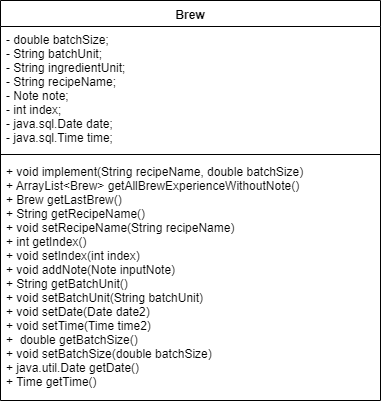 Brew
- double batchSize;
- String batchUnit;
- String ingredientUnit;
- String recipeName;
- Note note;
- int index;
- java.sql.Date date;
- java.sql.Time time;
+ void implement(String recipeName, double batchSize)
+ ArrayList<Brew> getAllBrewExperienceWithoutNote()
+ Brew getLastBrew()
+ String getRecipeName()
+ void setRecipeName(String recipeName)
+ int getIndex()
+ void setIndex(int index)
+ void addNote(Note inputNote)
+ String getBatchUnit()
+ void setBatchUnit(String batchUnit)
+ void setDate(Date date2)
+ void setTime(Time time2)
+  double getBatchSize()
+ void setBatchSize(double batchSize)
+ java.util.Date getDate()
+ Time getTime()